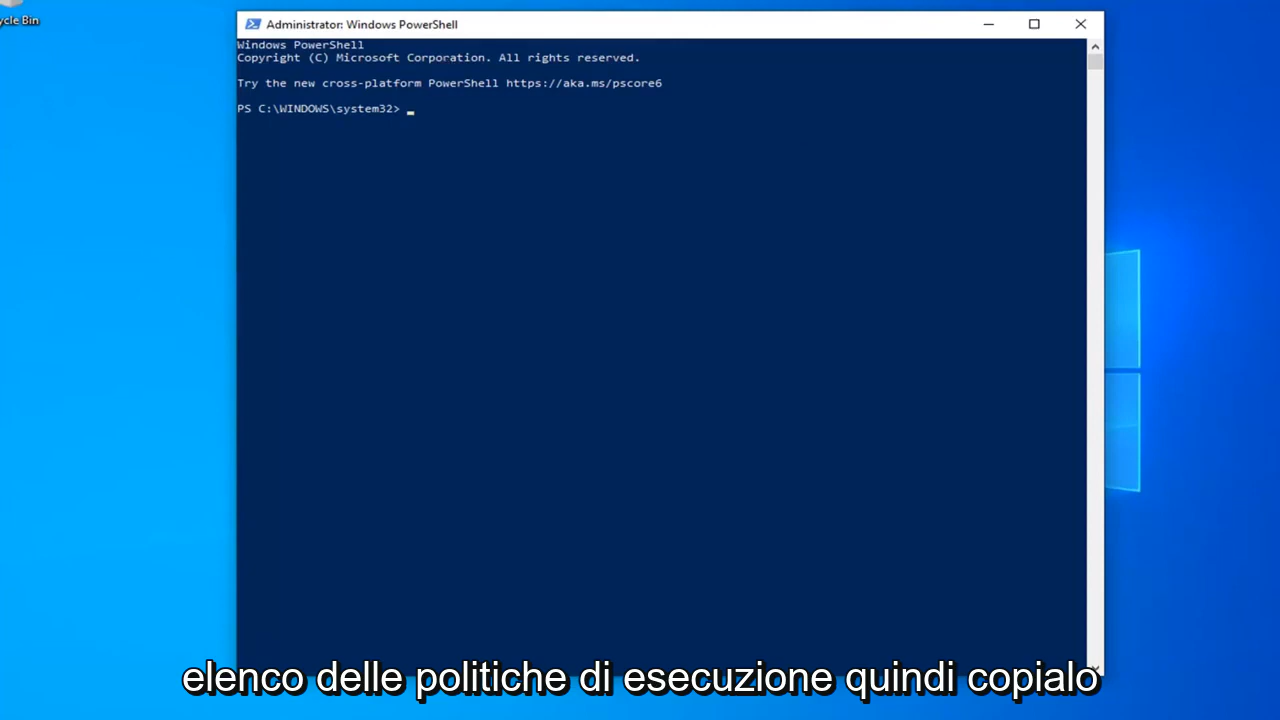 ycle Bin
Administrator: Windows PowerShell
Windows PowerShell
Copyright (C) Microsoft Corporation. All rights reserved.
Try the new cross-platform PowerShell https://aka.ms/pscore6
PS C:\WINDOWS\system32> _
elenco delle politiche di esecuzione quindi copialo